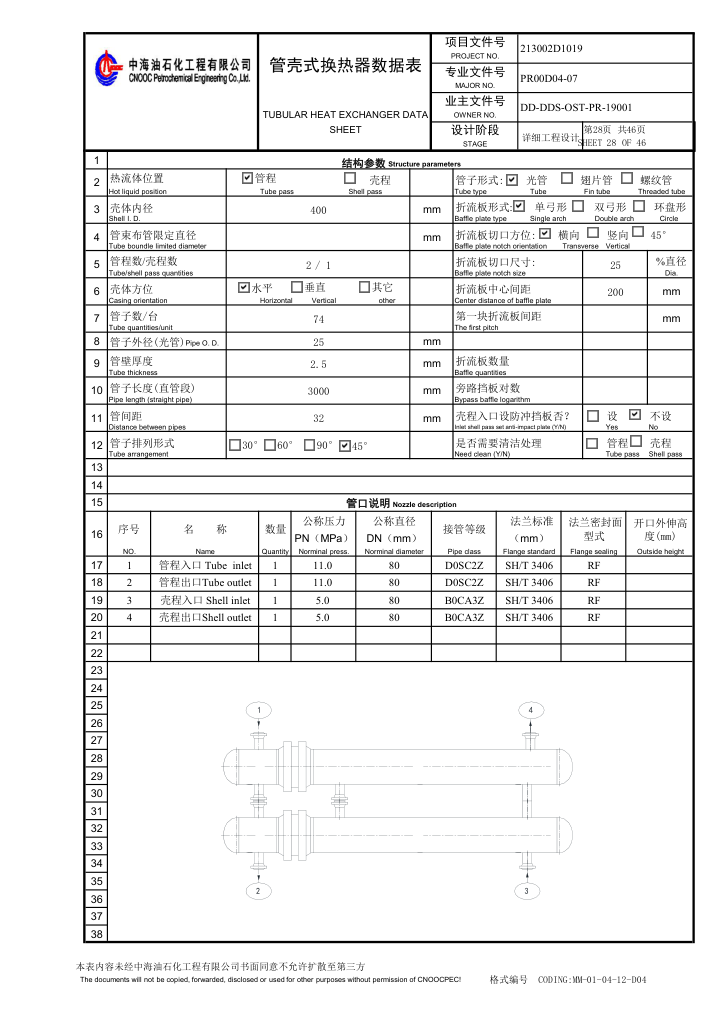 中海油石化工程有限公司
CNOOC Petrochemical Engineering Co.,Ltd.
管壳式换热器数据表
TUBULAR HEAT EXCHANGER DATA
SHEET
项目文件号 213002D1019
PROJECT NO.
专业文件号 PR00D04-07
MAJOR NO.
业主文件号 DD-DDS-OST-PR-19001
OWNER NO.
设计阶段 详细工程设计 第28页 共46页
STAGE SHEET 28 OF 46
1 结构参数 Structure parameters
2 热流体位置 管程 壳程 管子形式: 光管 翅片管 螺纹管
Hot liquid position Tube pass Shell pass Tube type Tube Fin tube Threaded tube
3 壳体内径 400 mm 折流板形式: 单弓形 双弓形 环盘形
Shell I. D. Baffle plate type Single arch Double arch Circle
4 管束布管限定直径 mm 折流板切口方位: 横向 竖向 45°
Tube boundle limited diameter Baffle plate notch orientation Transverse Vertical
5 管程数/壳程数 2 / 1 折流板切口尺寸: 25 %直径
Tube/shell pass quantities Baffle plate notch size Dia.
6 壳体方位 水平 垂直 其它 折流板中心间距 200 mm
Casing orientation Horizontal Vertical other Center distance of baffle plate
7 管子数/台 74 第一块折流板间距 mm
Tube quantities/unit The first pitch
8 管子外径(光管) Pipe O. D. 25 mm
9 管壁厚度 2.5 mm 折流板数量
Tube thickness Baffle quantities
10 管子长度(直管段) 3000 mm 旁路挡板对数
Pipe length (straight pipe) Bypass baffle logarithm
11 管间距 32 mm 壳程入口设防冲挡板否？ 设 不设
Distance between pipes Inlet shell pass set anti-impact plate (Y/N) Yes No
12 管子排列形式 30° 60° 90° 45° 是否需要清洁处理 管程 壳程
Tube arrangement Need clean (Y/N) Tube pass Shell pass
13
14
15 管口说明 Nozzle description
16 序号 名 称 数量 公称压力 PN（MPa） 公称直径 DN（mm） 接管等级 法兰标准（mm） 法兰密封面型式 开口外伸高度(mm)
NO. Name Quantity Norminal press. Norminal diameter Pipe class Flange standard Flange sealing Outside height
17 1 管程入口 Tube inlet 1 11.0 80 D0SC2Z SH/T 3406 RF
18 2 管程出口Tube outlet 1 11.0 80 D0SC2Z SH/T 3406 RF
19 3 壳程入口 Shell inlet 1 5.0 80 B0CA3Z SH/T 3406 RF
20 4 壳程出口Shell outlet 1 5.0 80 B0CA3Z SH/T 3406 RF
21
22
23
24
25 1 4
26
27
28
29
30
31
32
33
34
35 2 3
36
37
38
本表内容未经中海油石化工程有限公司书面同意不允许扩散至第三方
The documents will not be copied, forwarded, disclosed or used for other purposes without permission of CNOOCPEC! 格式编号 CODING:MM-01-04-12-D04